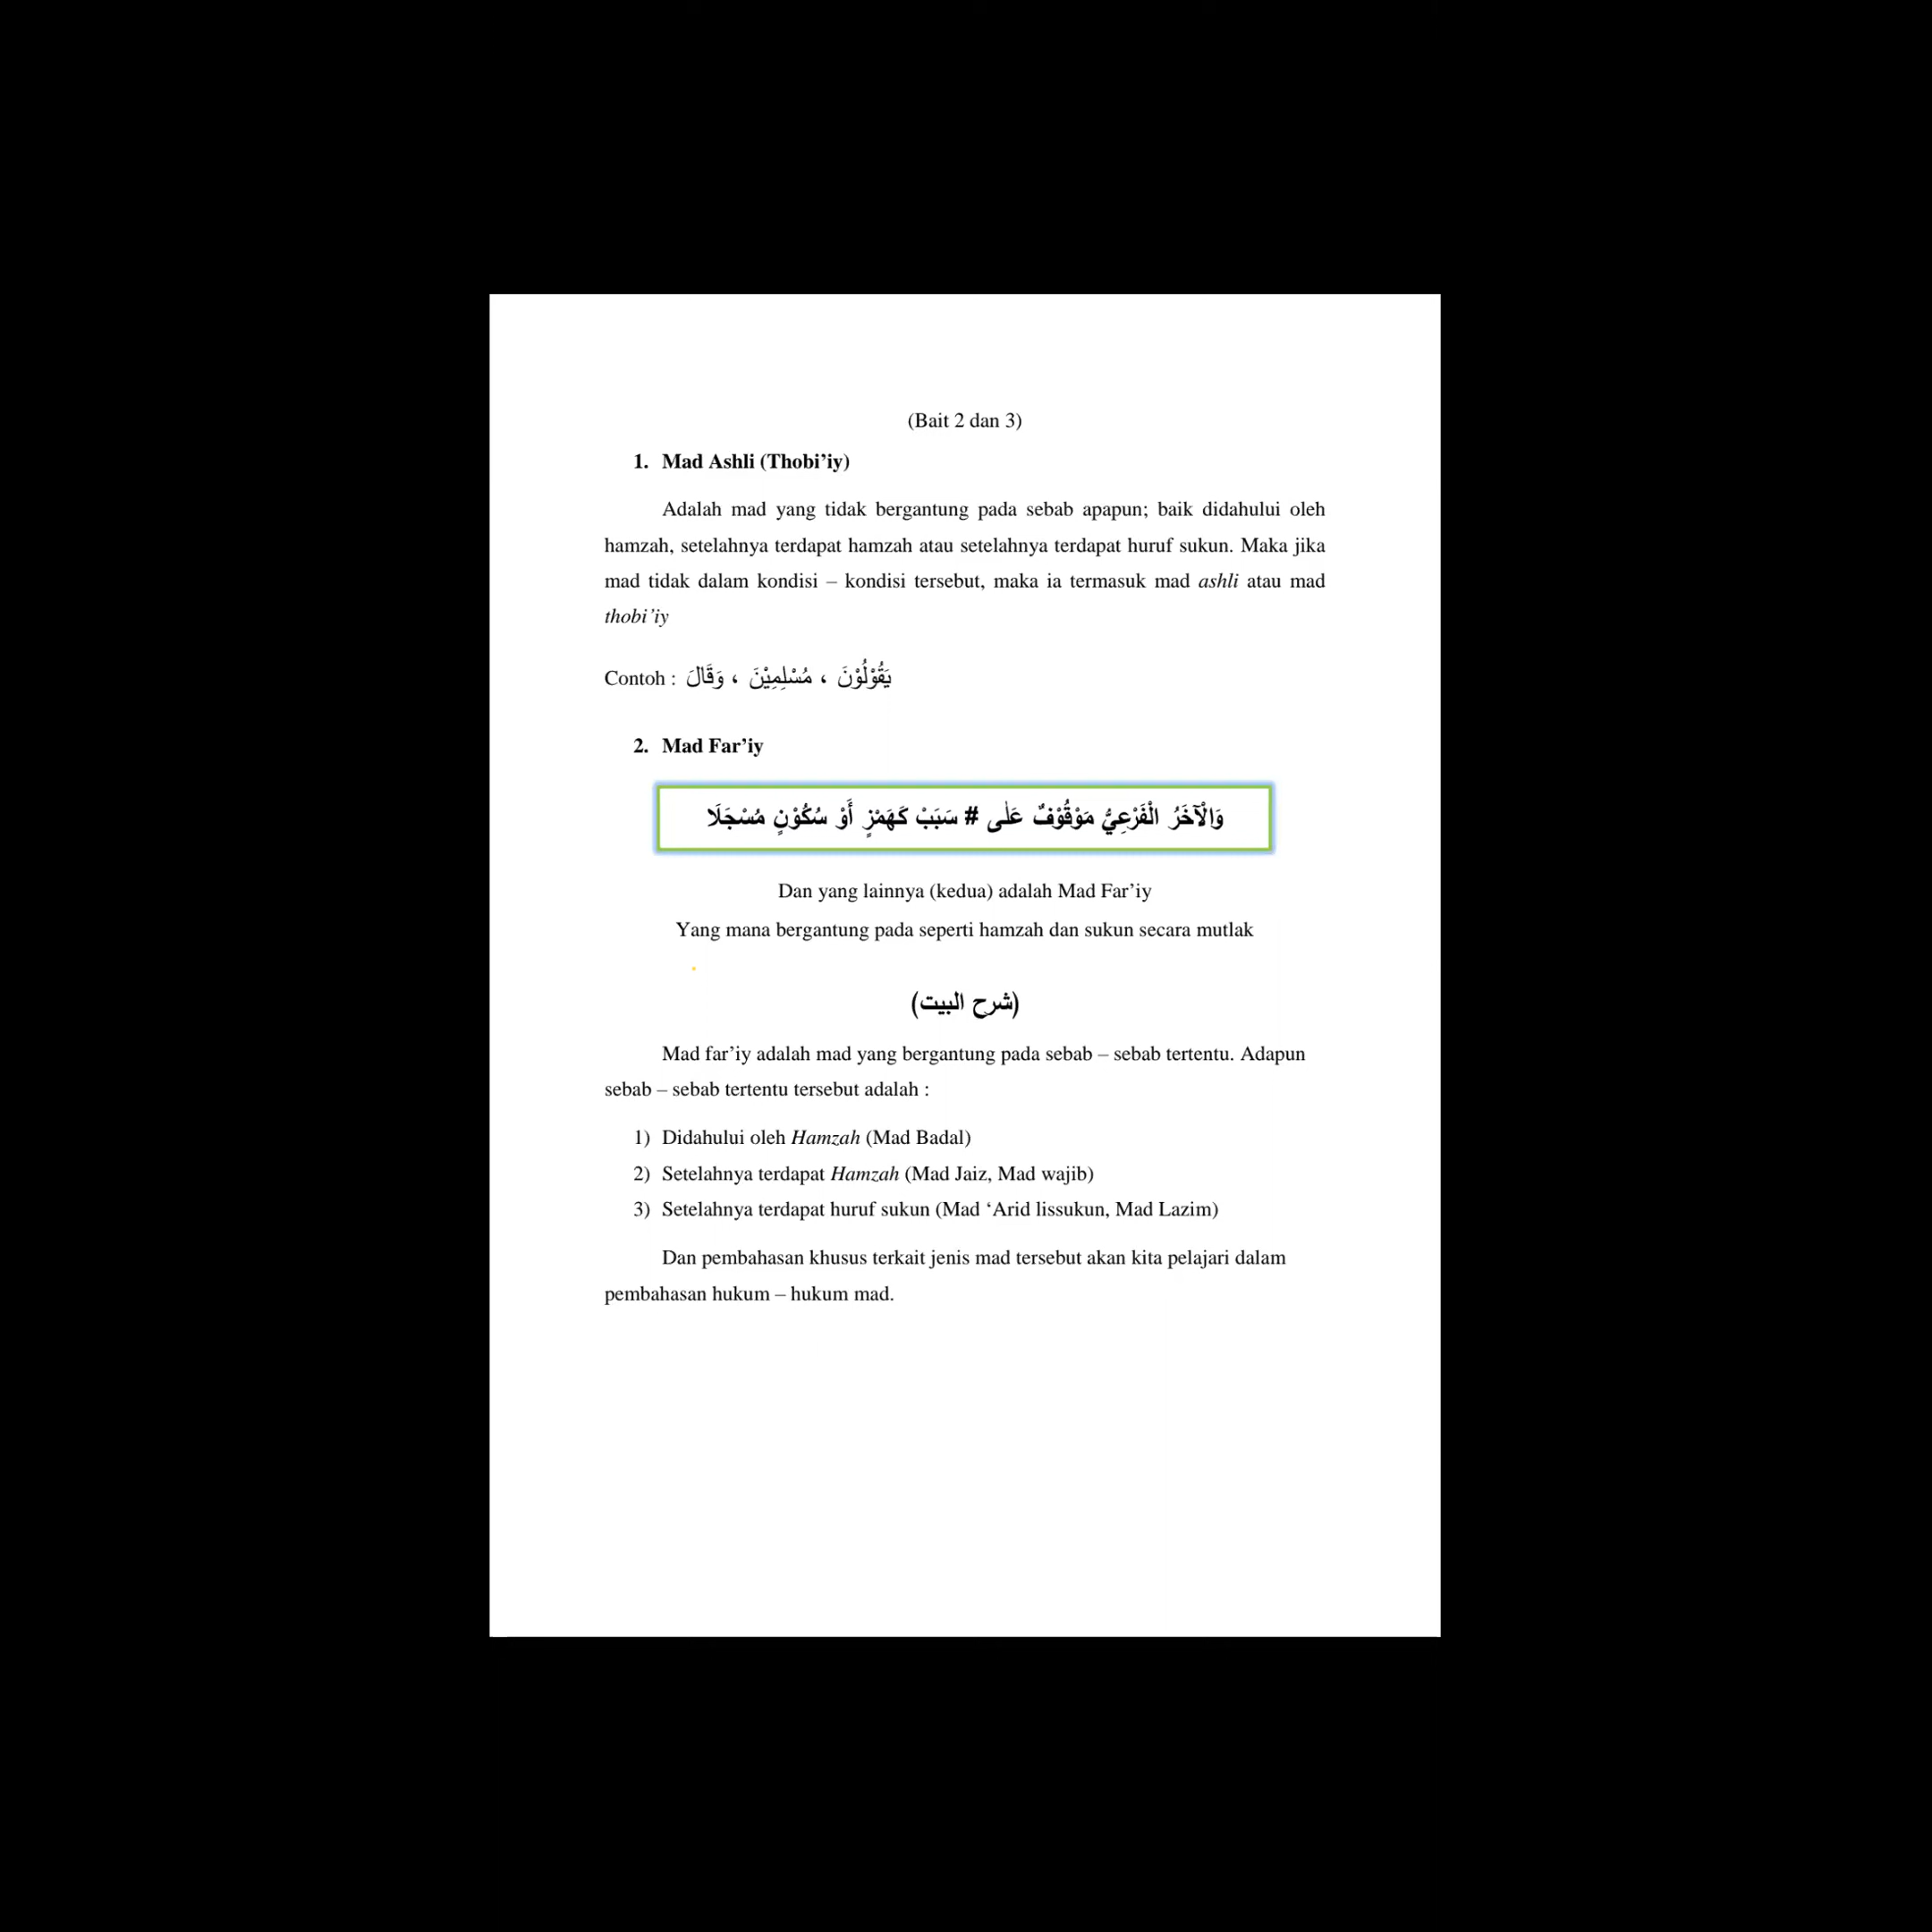 (Bait 2 dan 3)
1. Mad Ashli (Thobi’iy)
Adalah mad yang tidak bergantung pada sebab apapun; baik didahului oleh
hamzah, setelahnya terdapat hamzah atau setelahnya terdapat huruf sukun. Maka jika
mad tidak dalam kondisi – kondisi tersebut, maka ia termasuk mad ashli atau mad
thobi’iy
Contoh : يَقُوْلُوْنَ ، مُسْلِمِيْنَ ، وَقَالَ
2. Mad Far’iy
وَالْآخَرُ الْفَرْعِيُّ مَوْقُوْفٌ عَلٰى # سَبَبْ كَهَمْزٍ أَوْ سُكُوْنٍ مُسْجَلَا
Dan yang lainnya (kedua) adalah Mad Far’iy
Yang mana bergantung pada seperti hamzah dan sukun secara mutlak
(شرح البيت)
Mad far’iy adalah mad yang bergantung pada sebab – sebab tertentu. Adapun
sebab – sebab tertentu tersebut adalah :
1) Didahului oleh Hamzah (Mad Badal)
2) Setelahnya terdapat Hamzah (Mad Jaiz, Mad wajib)
3) Setelahnya terdapat huruf sukun (Mad ‘Arid lissukun, Mad Lazim)
Dan pembahasan khusus terkait jenis mad tersebut akan kita pelajari dalam
pembahasan hukum – hukum mad.